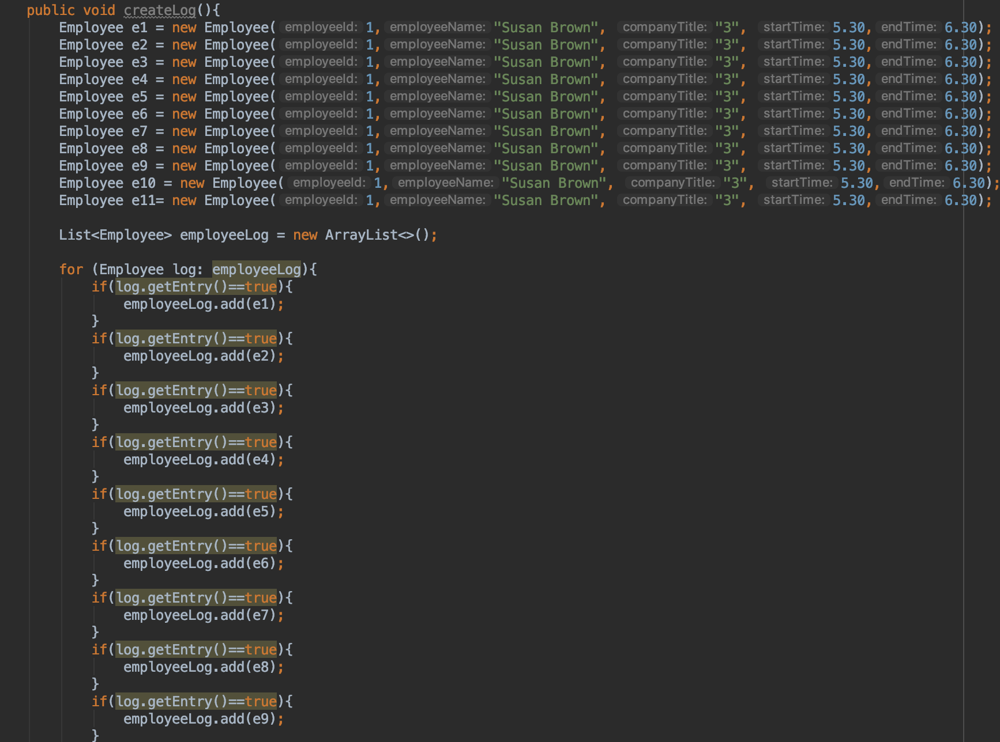 public void createLog(){
Employee e1 = new Employee( employeeId: 1, employeeName: "Susan Brown", companyTitle: "3", startTime: 5.30, endTime: 6.30);
Employee e2 = new Employee( employeeId: 1, employeeName: "Susan Brown", companyTitle: "3", startTime: 5.30, endTime: 6.30);
Employee e3 = new Employee( employeeId: 1, employeeName: "Susan Brown", companyTitle: "3", startTime: 5.30, endTime: 6.30);
Employee e4 = new Employee( employeeId: 1, employeeName: "Susan Brown", companyTitle: "3", startTime: 5.30, endTime: 6.30);
Employee e5 = new Employee( employeeId: 1, employeeName: "Susan Brown", companyTitle: "3", startTime: 5.30, endTime: 6.30);
Employee e6 = new Employee( employeeId: 1, employeeName: "Susan Brown", companyTitle: "3", startTime: 5.30, endTime: 6.30);
Employee e7 = new Employee( employeeId: 1, employeeName: "Susan Brown", companyTitle: "3", startTime: 5.30, endTime: 6.30);
Employee e8 = new Employee( employeeId: 1, employeeName: "Susan Brown", companyTitle: "3", startTime: 5.30, endTime: 6.30);
Employee e9 = new Employee( employeeId: 1, employeeName: "Susan Brown", companyTitle: "3", startTime: 5.30, endTime: 6.30);
Employee e10 = new Employee( employeeId: 1, employeeName: "Susan Brown", companyTitle: "3", startTime: 5.30, endTime: 6.30);
Employee e11= new Employee( employeeId: 1, employeeName: "Susan Brown", companyTitle: "3", startTime: 5.30, endTime: 6.30);
List<Employee> employeeLog = new ArrayList<>();
for (Employee log: employeeLog){
if(log.getEntry()==true){
employeeLog.add(e1);
}
if(log.getEntry()==true){
employeeLog.add(e2);
}
if(log.getEntry()==true){
employeeLog.add(e3);
}
if(log.getEntry()==true){
employeeLog.add(e4);
}
if(log.getEntry()==true){
employeeLog.add(e5);
}
if(log.getEntry()==true){
employeeLog.add(e6);
}
if(log.getEntry()==true){
employeeLog.add(e7);
}
if(log.getEntry()==true){
employeeLog.add(e8);
}
if(log.getEntry()==true){
employeeLog.add(e9);
}